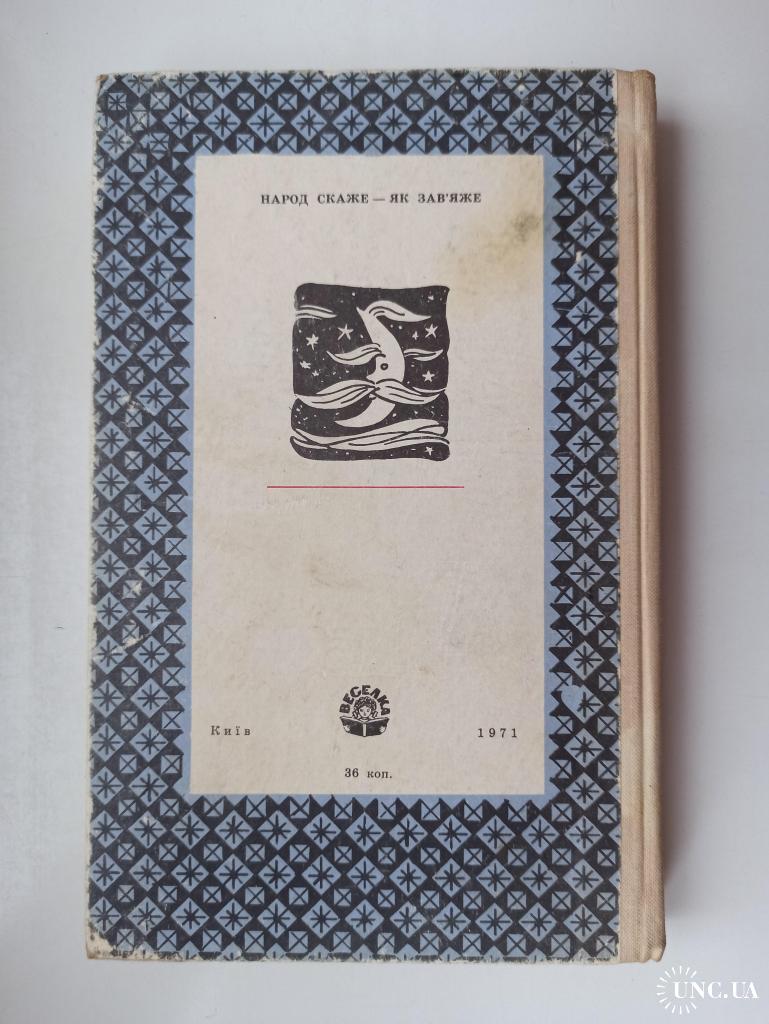 НАРОД СКАЖЕ — ЯК ЗАВ'ЯЖЕ
ВЕСЕЛКА
Київ 1971
36 коп.
UNC.UA